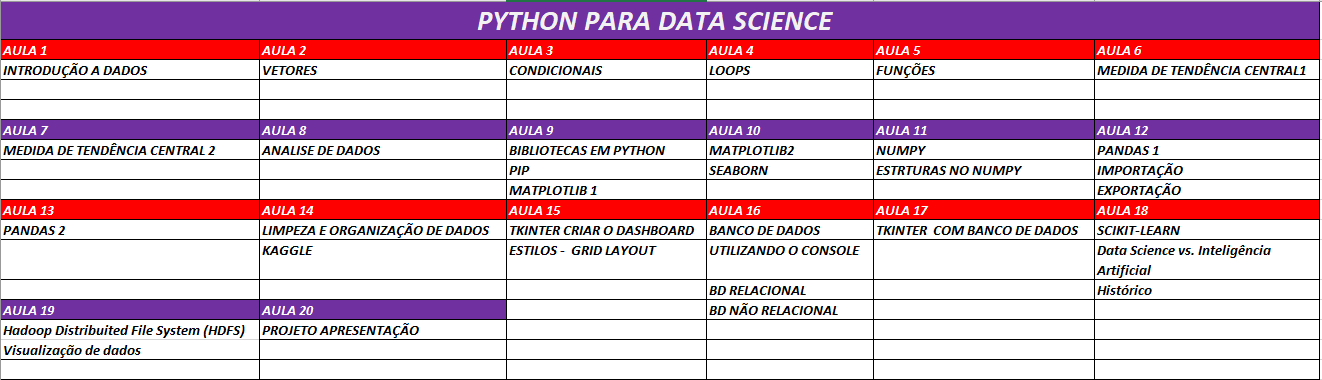 PYTHON PARA DATA SCIENCE
AULA 1 AULA 2 AULA 3 AULA 4 AULA 5 AULA 6
INTRODUÇÃO A DADOS VETORES CONDICIONAIS LOOPS FUNÇÕES MEDIDA DE TENDÊNCIA CENTRAL1
AULA 7 AULA 8 AULA 9 AULA 10 AULA 11 AULA 12
MEDIDA DE TENDÊNCIA CENTRAL 2 ANALISE DE DADOS BIBLIOTECAS EM PYTHON MATPLOTLIB2 NUMPY PANDAS 1
PIP SEABORN ESTRTURAS NO NUMPY IMPORTAÇÃO
MATPLOTLIB 1 EXPORTAÇÃO
AULA 13 AULA 14 AULA 15 AULA 16 AULA 17 AULA 18
PANDAS 2 LIMPEZA E ORGANIZAÇÃO DE DADOS TKINTER CRIAR O DASHBOARD BANCO DE DADOS TKINTER COM BANCO DE DADOS SCIKIT-LEARN
KAGGLE ESTILOS - GRID LAYOUT UTILIZANDO O CONSOLE Data Science vs. Inteligência
Artificial
BD RELACIONAL Histórico
AULA 19 AULA 20 BD NÃO RELACIONAL
Hadoop Distribuited File System (HDFS) PROJETO APRESENTAÇÃO
Visualização de dados